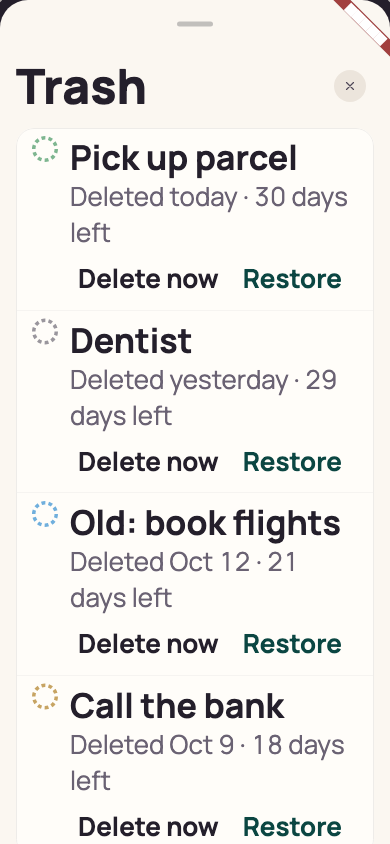 Trash
Pick up parcel
Deleted today · 30 days
left
Delete now Restore
Dentist
Deleted yesterday · 29
days left
Delete now Restore
Old: book flights
Deleted Oct 12 · 21
days left
Delete now Restore
Call the bank
Deleted Oct 9 · 18 days
left
Delete now Restore